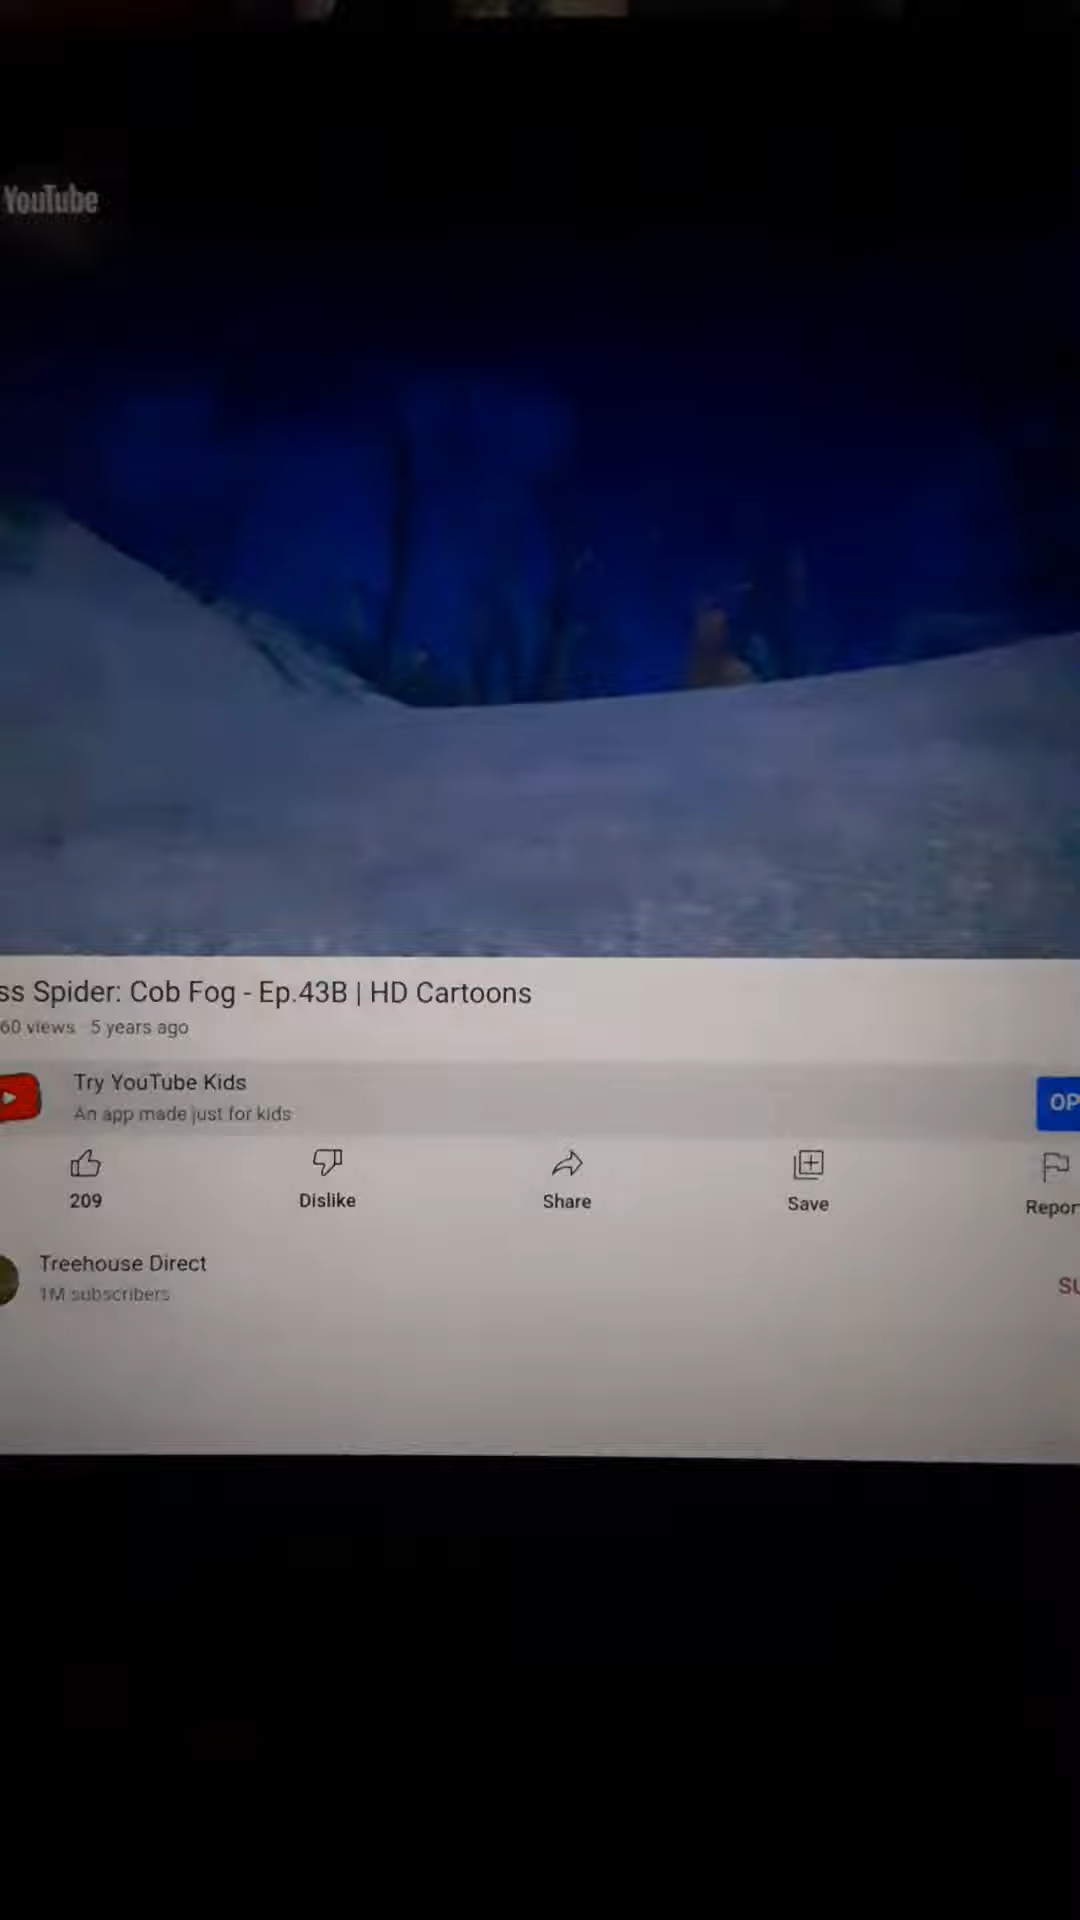 YouTube
ss Spider: Cob Fog - Ep.43B | HD Cartoons
60 views · 5 years ago
Try YouTube Kids
An app made just for kids
OP
209
Dislike
Share
Save
Repor
Treehouse Direct
1M subscribers
SU